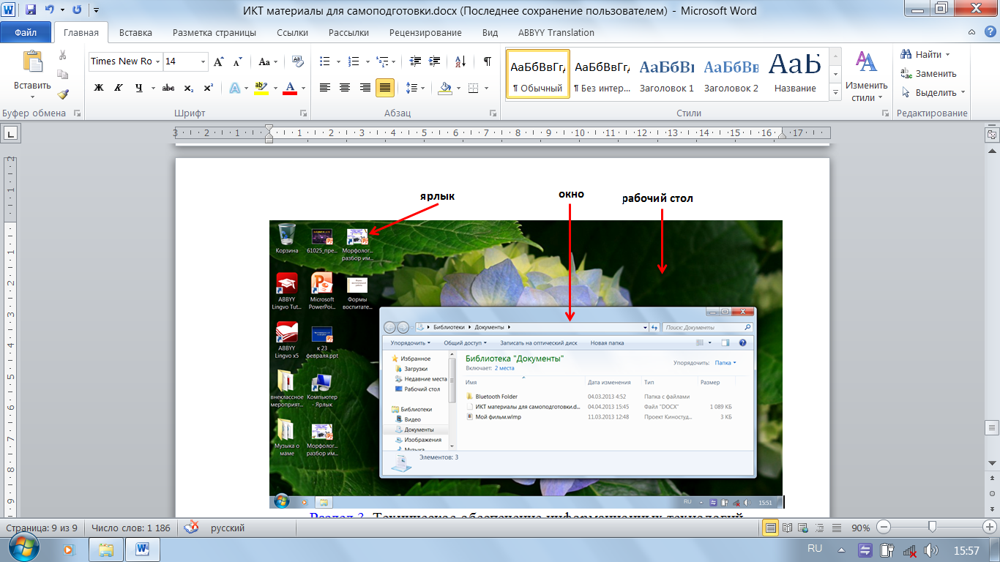 ИКТ материалы для самоподготовки.docx (Последнее сохранение пользователем) - Microsoft Word
Файл Главная Вставка Разметка страницы Ссылки Рассылки Рецензирование Вид ABBYY Translation
Times New Ro 14 Аа
Вставить
Ж К Ч abc x₂ x² А ab А
АаБбВвГг, АаБбВвГг, АаБбВı АаБбВв АаБ
¶ Обычный ¶ Без интер... Заголовок 1 Заголовок 2 Название
Изменить стили
Найти
Заменить
Выделить
Буфер обмена Шрифт Абзац Стили Редактирование
3 2 1 1 2 3 4 5 6 7 8 9 10 11 12 13 14 15 16 17
ярлык окно рабочий стол
Корзина 61025_пре... Морфолог... разбор им...
ABBYY Lingvo Tut... Microsoft PowerPoi... Формы воспитате...
ABBYY Lingvo x5 к 23 февраля.ppt
внеклассное мероприят... Компьютер - Ярлык
Музыка о маме Морфолог... разбор им...
Библиотеки Документы Поиск: Документы
Упорядочить Общий доступ Записать на оптический диск Новая папка
Избранное
Загрузки
Недавние места
Рабочий стол
Библиотеки
Видео
Документы
Изображения
Музыка
Библиотека "Документы"
Включает: 2 места
Упорядочить: Папка
Имя Дата изменения Тип Размер
Bluetooth Folder 04.03.2013 4:52 Папка с файлами
ИКТ материалы для самоподготовки.d... 04.04.2013 15:45 Файл "DOCX" 1 089 КБ
Мой фильм.wlmp 11.03.2013 12:48 Проект Киностуд... 3 КБ
Элементов: 3
RU 15:51
Раздел 3. Техническое обеспечение информационных технологий
Страница: 9 из 9 Число слов: 1 186 русский 90%
RU 15:57